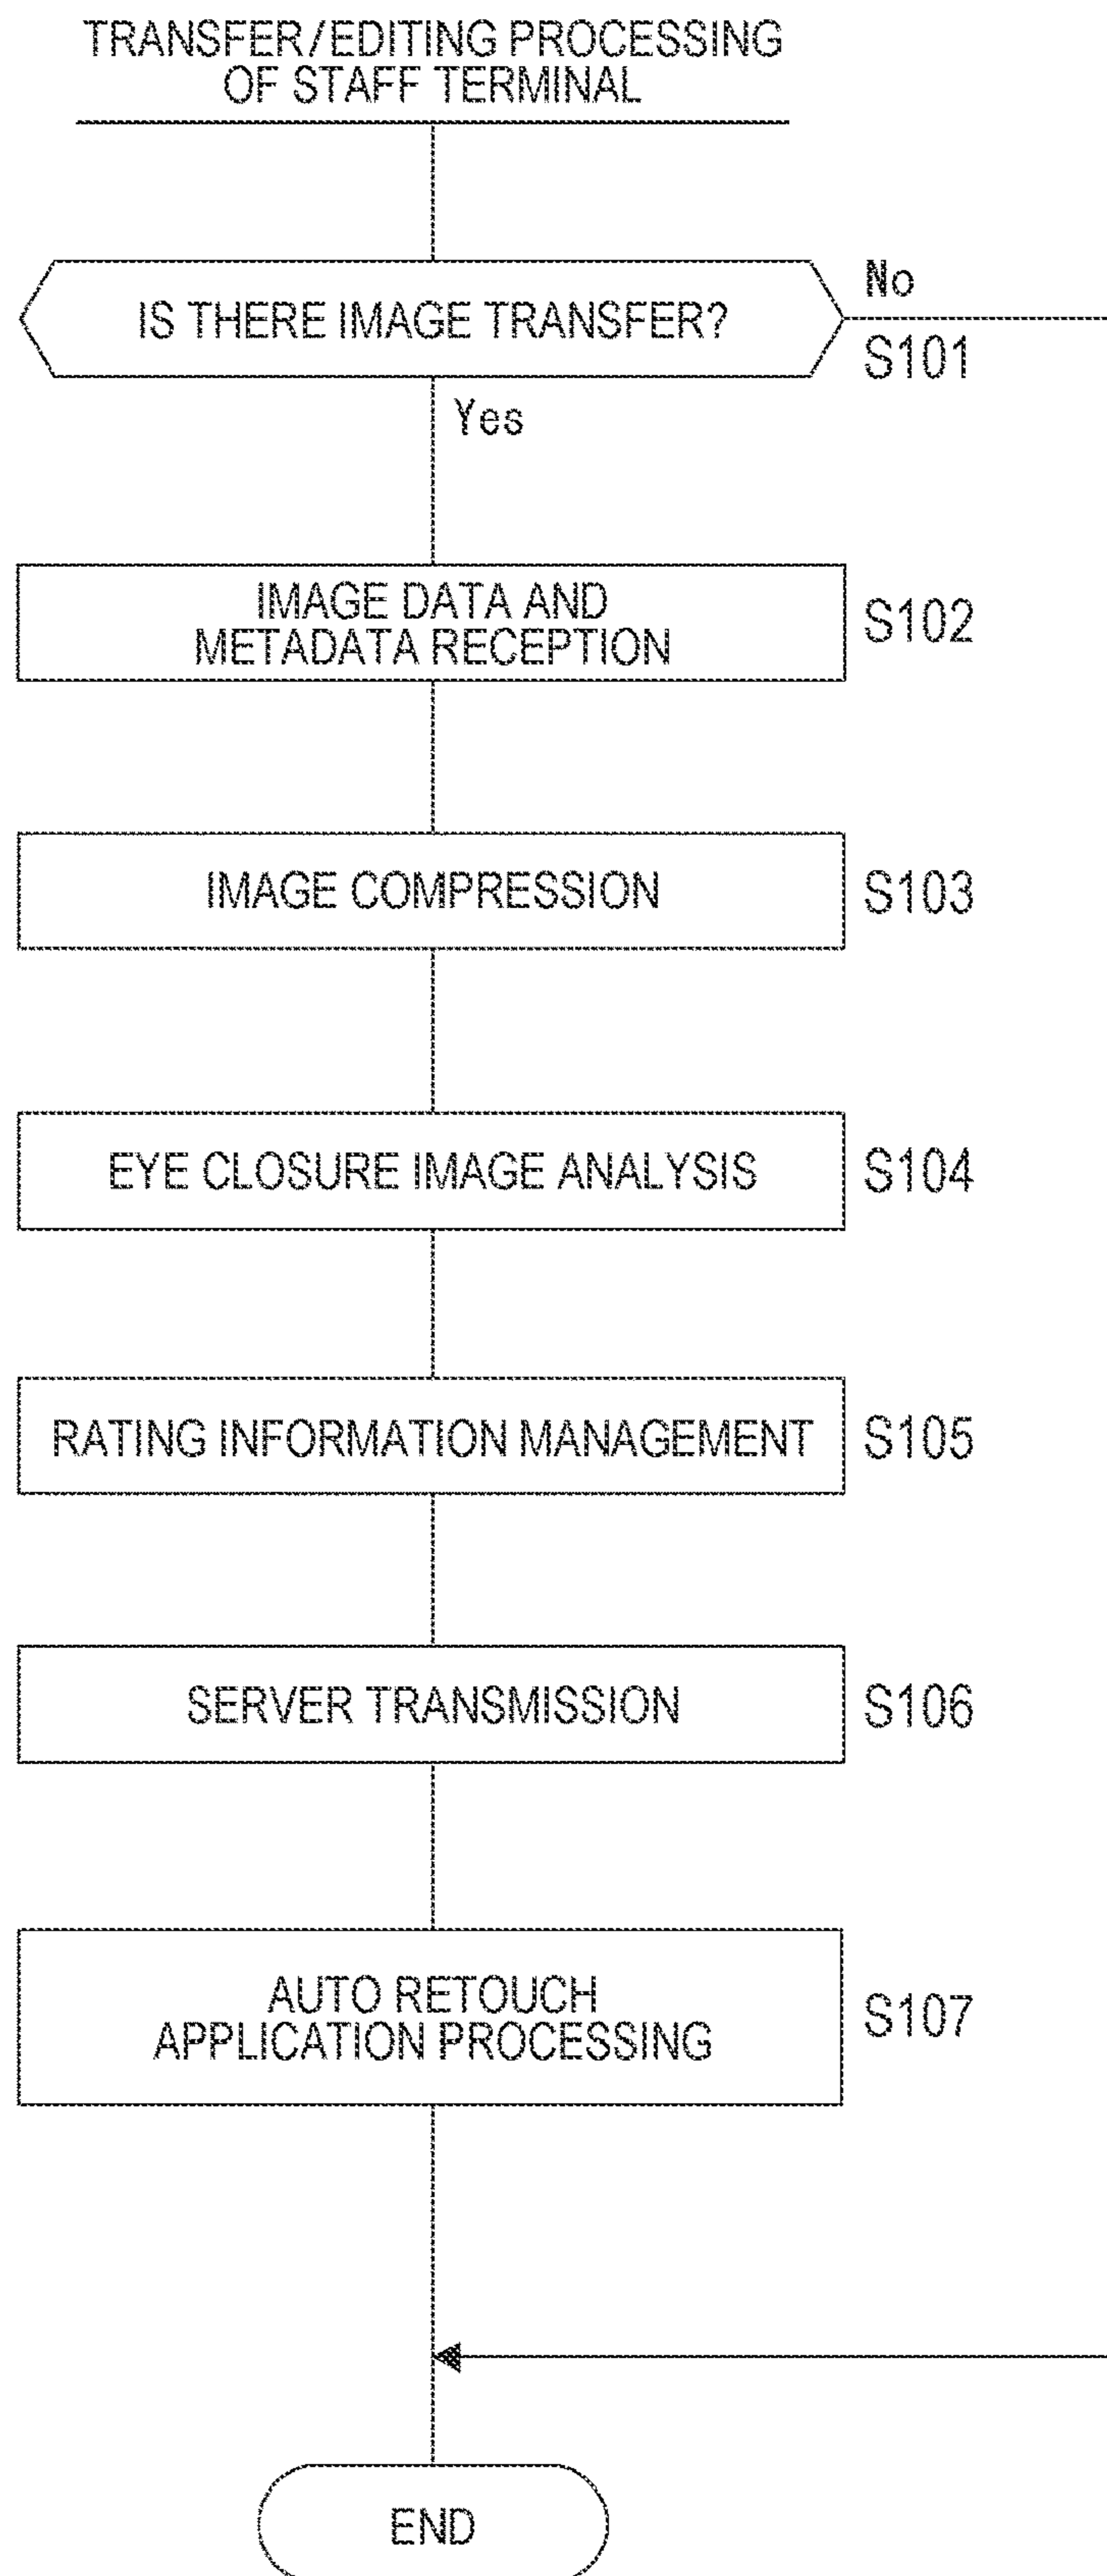 TRANSFER/EDITING PROCESSING
OF STAFF TERMINAL
IS THERE IMAGE TRANSFER?
No
S101
Yes
IMAGE DATA AND
METADATA RECEPTION
S102
IMAGE COMPRESSION
S103
EYE CLOSURE IMAGE ANALYSIS
S104
RATING INFORMATION MANAGEMENT
S105
SERVER TRANSMISSION
S106
AUTO RETOUCH
APPLICATION PROCESSING
S107
END